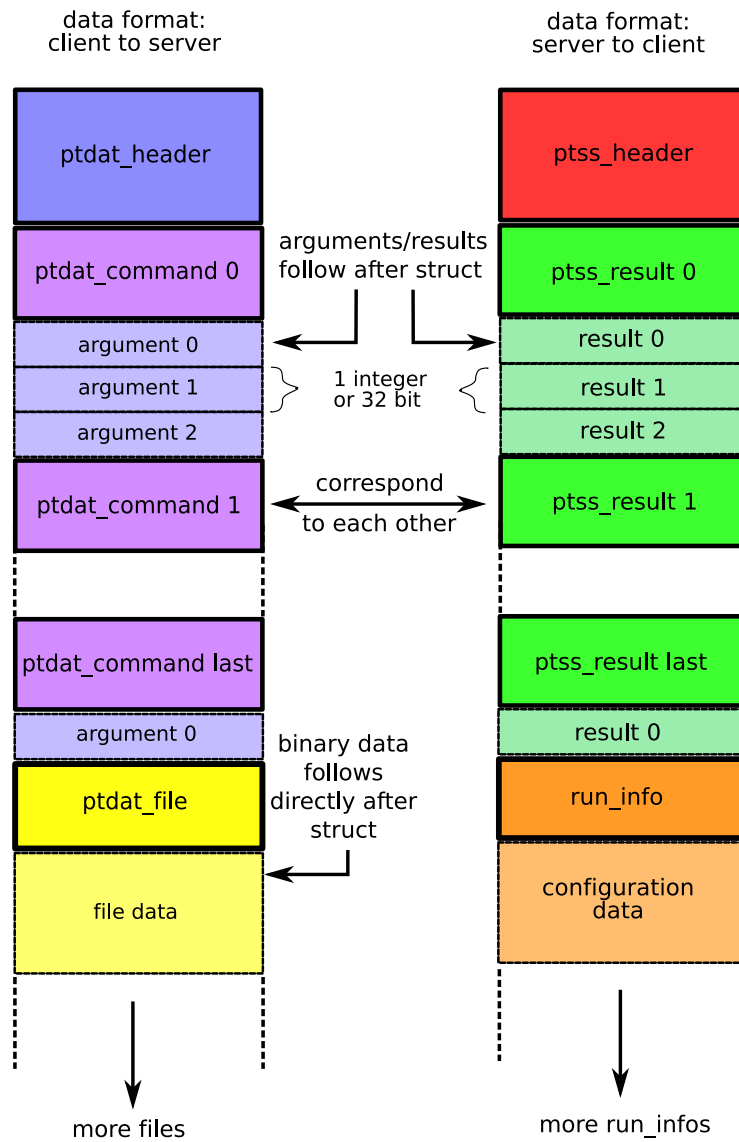 data format:
client to server
ptdat_header
ptdat_command 0
argument 0
argument 1
argument 2
ptdat_command 1
ptdat_command last
argument 0
ptdat_file
file data
more files
arguments/results
follow after struct
1 integer
or 32 bit
correspond
to each other
binary data
follows
directly after
struct
data format:
server to client
ptss_header
ptss_result 0
result 0
result 1
result 2
ptss_result 1
ptss_result last
result 0
run_info
configuration
data
more run_infos